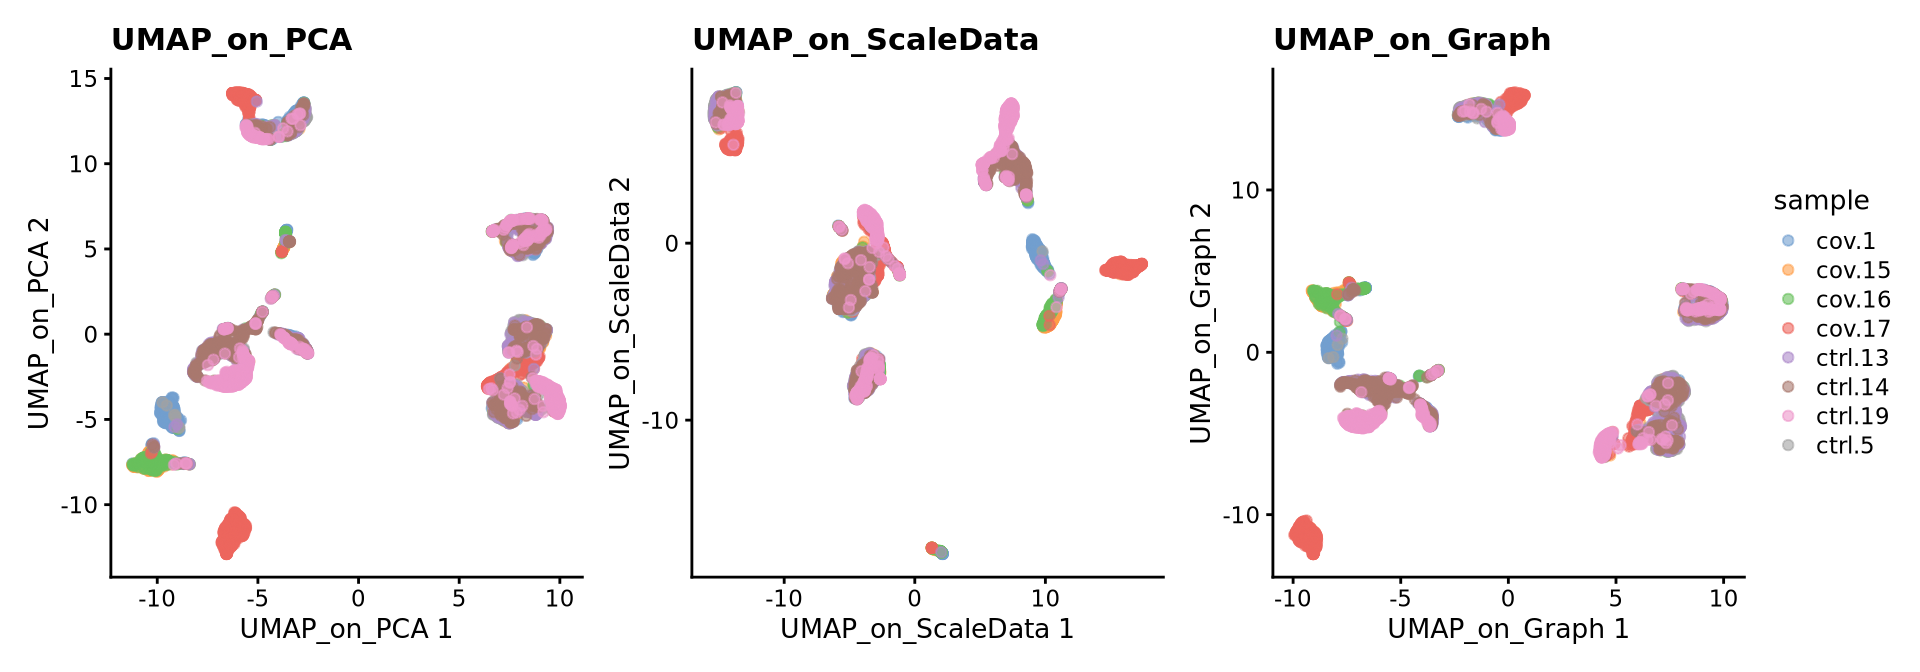 UMAP_on_PCA
15
10
5
0
-5
-10
UMAP_on_PCA 2
-10 -5 0 5 10
UMAP_on_PCA 1
UMAP_on_ScaleData
0
-10
UMAP_on_ScaleData 2
-10 0 10
UMAP_on_ScaleData 1
UMAP_on_Graph
10
0
-10
UMAP_on_Graph 2
-10 -5 0 5 10
UMAP_on_Graph 1
sample
cov.1
cov.15
cov.16
cov.17
ctrl.13
ctrl.14
ctrl.19
ctrl.5